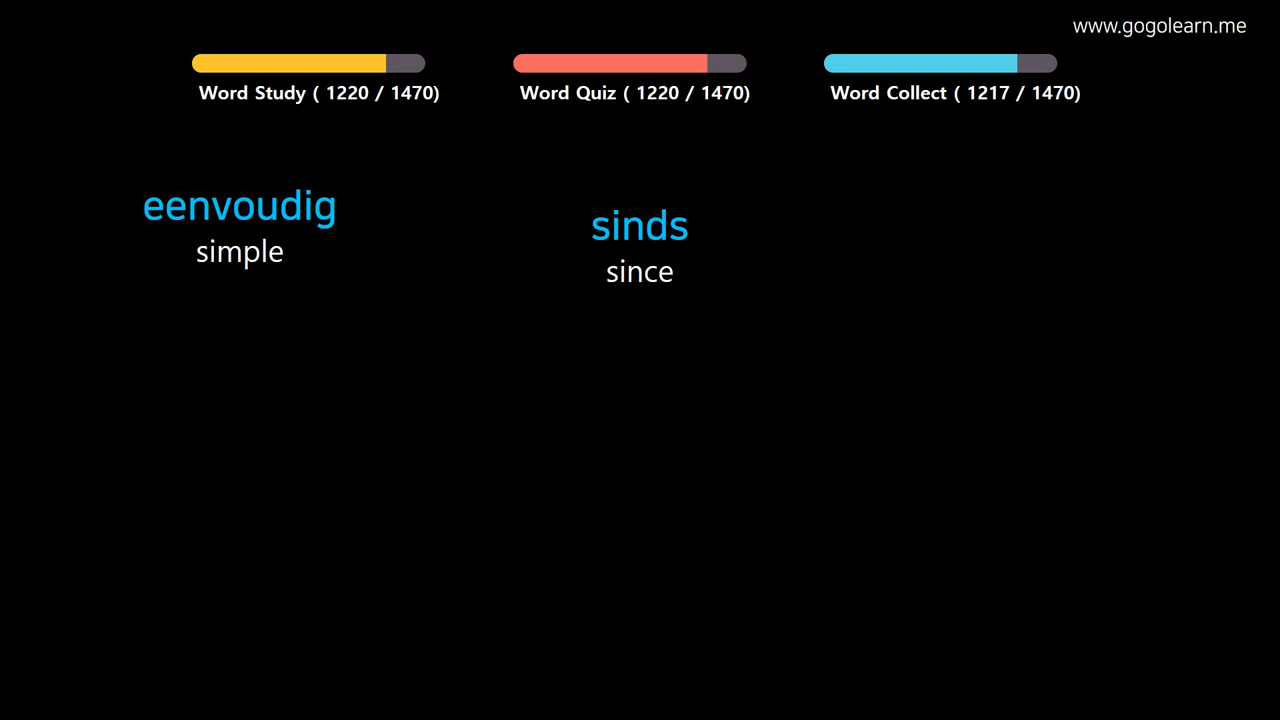 www.gogolearn.me
Word Study ( 1220 / 1470)
Word Quiz ( 1220 / 1470)
Word Collect ( 1217 / 1470)
eenvoudig
simple
sinds
since